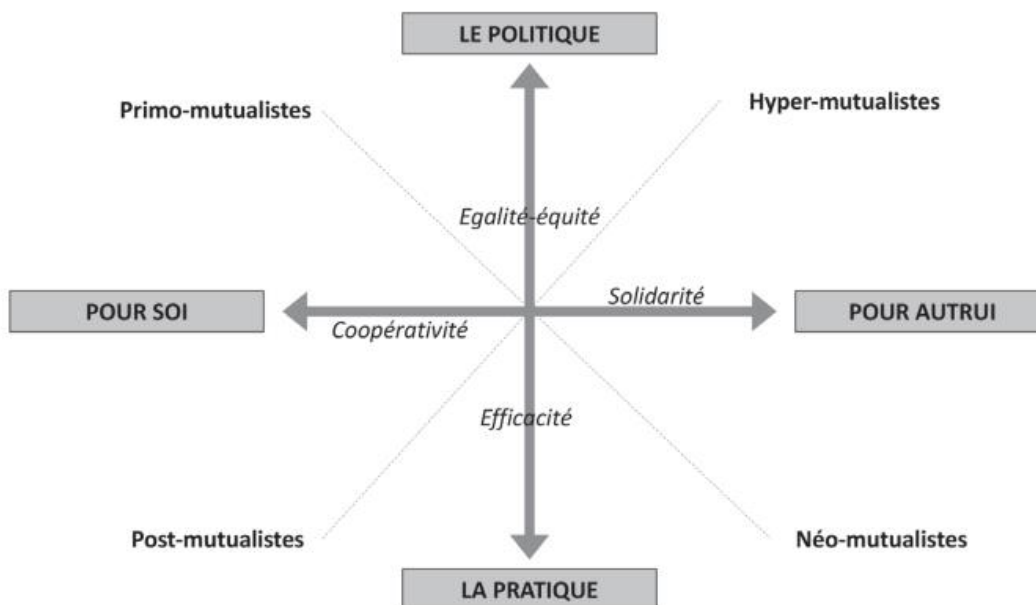 LE POLITIQUE
Primo-mutualistes
Hyper-mutualistes
Egalité-équité
POUR SOI
Solidarité
POUR AUTRUI
Coopérativité
Efficacité
Post-mutualistes
Néo-mutualistes
LA PRATIQUE